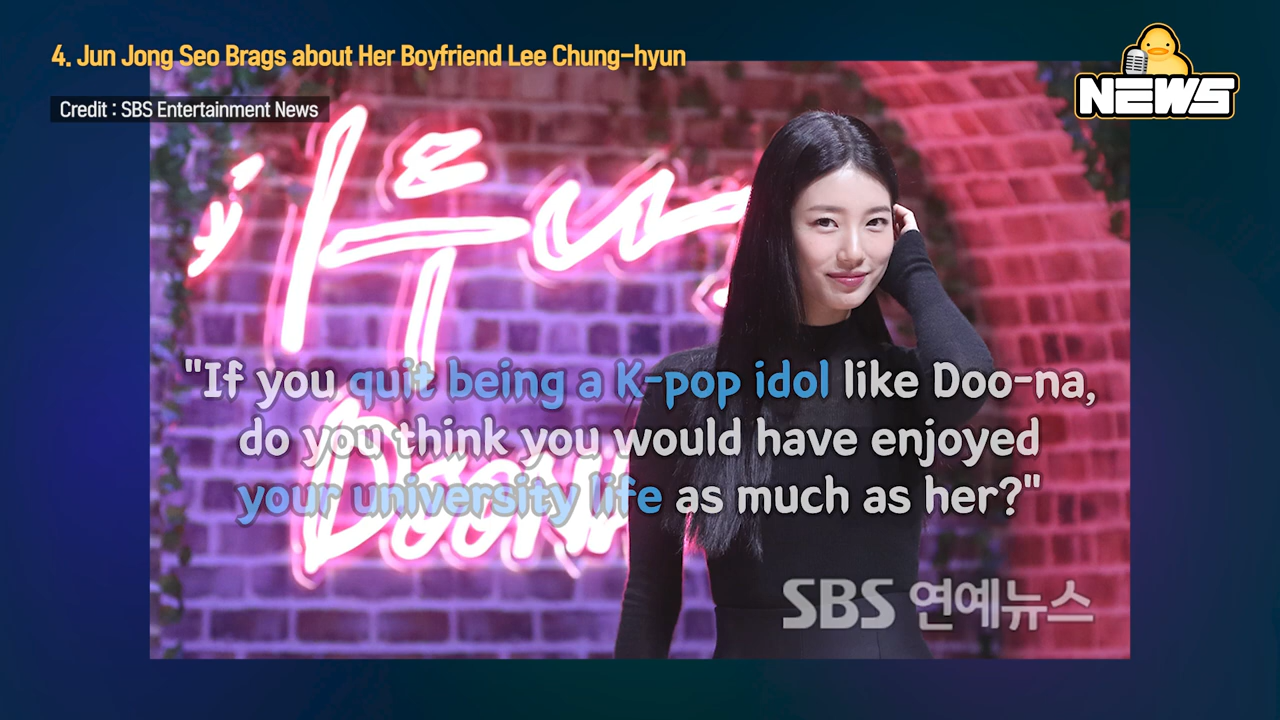 4. Jun Jong Seo Brags about Her Boyfriend Lee Chung-hyun
NEWS
Credit : SBS Entertainment News
"If you quit being a K-pop idol like Doo-na,
do you think you would have enjoyed
your university life as much as her?"
SBS 연예뉴스